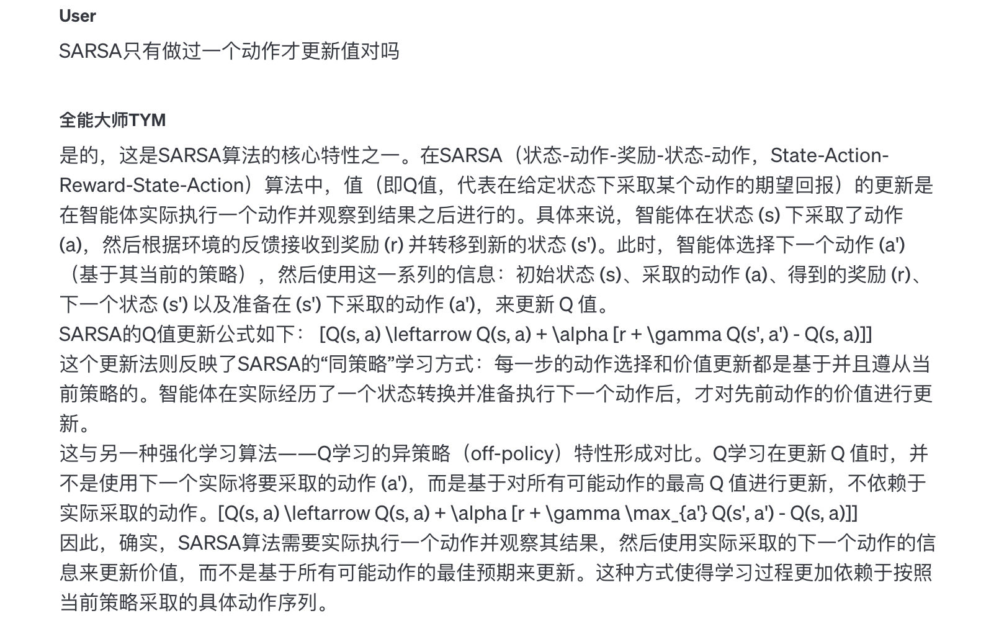 User
SARSA只有做过一个动作才更新值对吗
全能大师TYM
是的，这是SARSA算法的核心特性之一。在SARSA（状态-动作-奖励-状态-动作，State-Action-
Reward-State-Action）算法中，值（即Q值，代表在给定状态下采取某个动作的期望回报）的更新是
在智能体实际执行一个动作并观察到结果之后进行的。具体来说，智能体在状态 (s) 下采取了动作
(a)，然后根据环境的反馈接收到奖励 (r) 并转移到新的状态 (s')。此时，智能体选择下一个动作 (a')
（基于其当前的策略），然后使用这一系列的信息：初始状态 (s)、采取的动作 (a)、得到的奖励 (r)、
下一个状态 (s') 以及准备在 (s') 下采取的动作 (a')，来更新 Q 值。
SARSA的Q值更新公式如下： [Q(s, a) \leftarrow Q(s, a) + \alpha [r + \gamma Q(s', a') - Q(s, a)]]
这个更新法则反映了SARSA的“同策略”学习方式：每一步的动作选择和价值更新都是基于并且遵从当
前策略的。智能体在实际经历了一个状态转换并准备执行下一个动作后，才对先前动作的价值进行更
新。
这与另一种强化学习算法——Q学习的异策略（off-policy）特性形成对比。Q学习在更新 Q 值时，并
不是使用下一个实际将要采取的动作 (a')，而是基于对所有可能动作的最高 Q 值进行更新，不依赖于
实际采取的动作。[Q(s, a) \leftarrow Q(s, a) + \alpha [r + \gamma \max_{a'} Q(s', a') - Q(s, a)]]
因此，确实，SARSA算法需要实际执行一个动作并观察其结果，然后使用实际采取的下一个动作的信
息来更新价值，而不是基于所有可能动作的最佳预期来更新。这种方式使得学习过程更加依赖于按照
当前策略采取的具体动作序列。